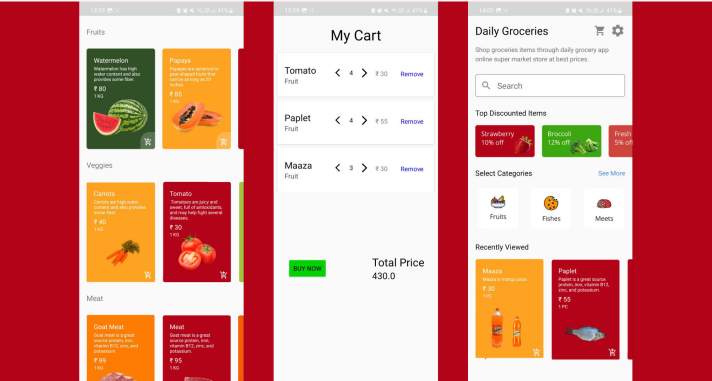 13:59 41%
Fruits
Watermelon
Watermelon has high
water content and also
provides some fiber.
₹ 80
1 KG
Papaya
Papayas are spherical or
pear-shaped fruits that
can be as long as 20
inches.
₹ 85
1 KG
Veggies
Carrots
Carrots are high water
content and also provides
some fiber.
₹ 40
1 KG
Tomato
Tomatoes are juicy and
sweet, full of antioxidants,
and may help fight several
diseases.
₹ 30
1 KG
Meat
Goat Meat
Goat meat is a great
source protein, iron,
vitamin B12, zinc, and
potassium.
₹ 99
1 KG
Meat
Goat meat is a great
source protein, iron,
vitamin B12, zinc, and
potassium.
₹ 95
1 KG
13:59 41%
My Cart
Tomato 4 ₹ 30 Remove
Fruit
Paplet 4 ₹ 55 Remove
Fruit
Maaza 3 ₹ 30 Remove
Fruit
BUY NOW
Total Price
430.0
14:00 41%
Daily Groceries
Shop groceries items through daily grocery app
online super market store at best prices.
Search
Top Discounted Items
Strawberry
10% off
Broccoli
12% off
Fresh
5% off
Select Categories See More
Fruits
Fishes
Meets
Recently Viewed
Maaza
Maaza is mango juice
₹ 30
1 PC
Paplet
Paplet is a great source
protein, iron, vitamin B12,
zinc, and potassium.
₹ 55
1 PC